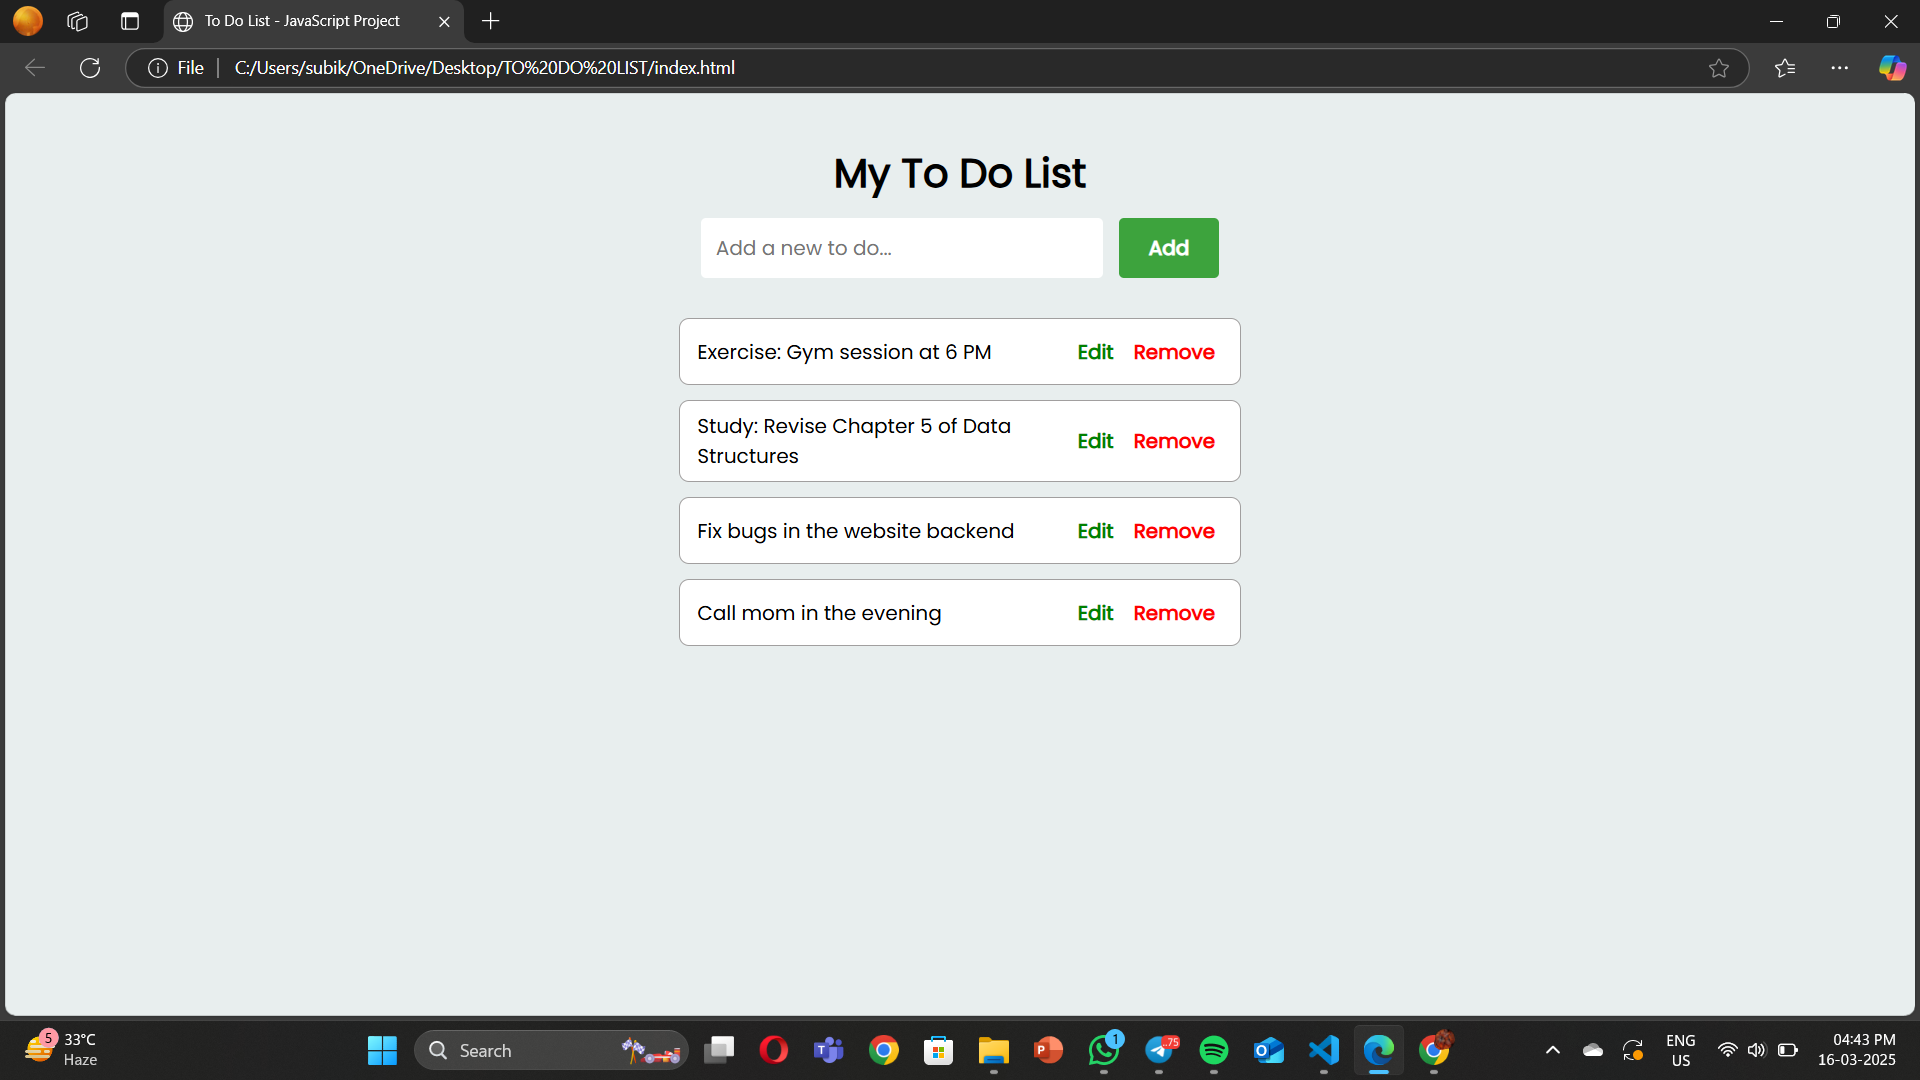 To Do List - JavaScript Project
File C:/Users/subik/OneDrive/Desktop/TO%20DO%20LIST/index.html
My To Do List
Add a new to do...
Add
Exercise: Gym session at 6 PM Edit Remove
Study: Revise Chapter 5 of Data
Structures
Edit Remove
Fix bugs in the website backend Edit Remove
Call mom in the evening Edit Remove
5
33°C
Haze
Search
1
..75
ENG
US
04:43 PM
16-03-2025